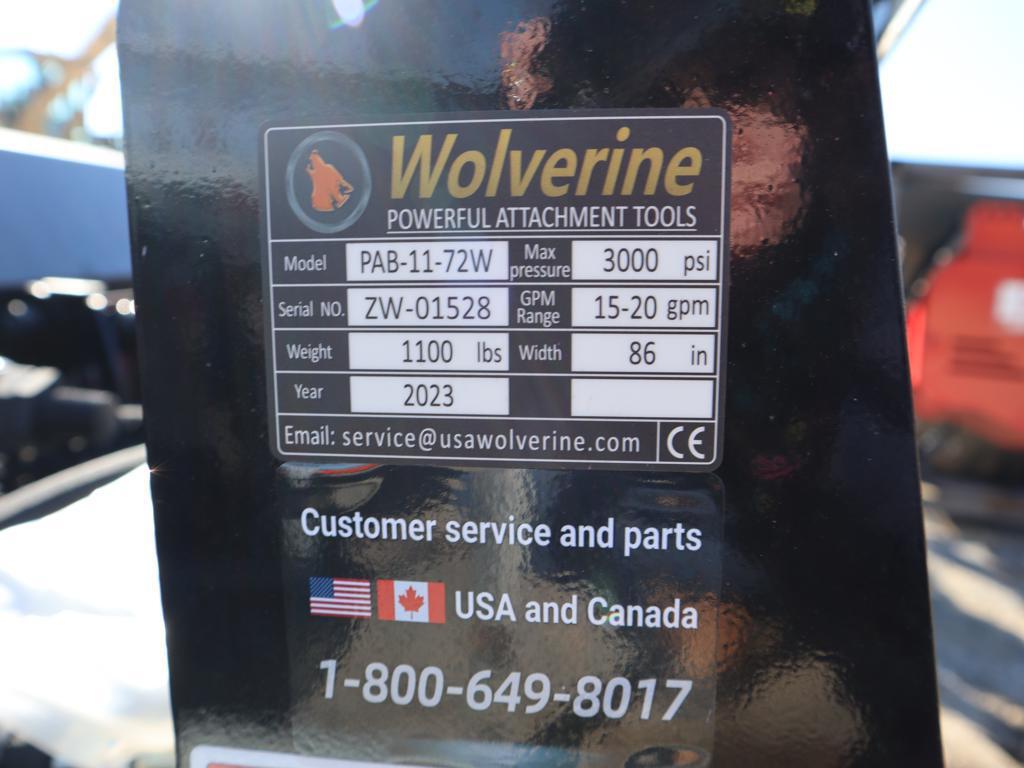 Wolverine
POWERFUL ATTACHMENT TOOLS
Model PAB-11-72W Max pressure 3000 psi
Serial NO. ZW-01528 GPM Range 15-20 gpm
Weight 1100 lbs Width 86 in
Year 2023
Email: service@usawolverine.com CE
Customer service and parts
USA and Canada
1-800-649-8017